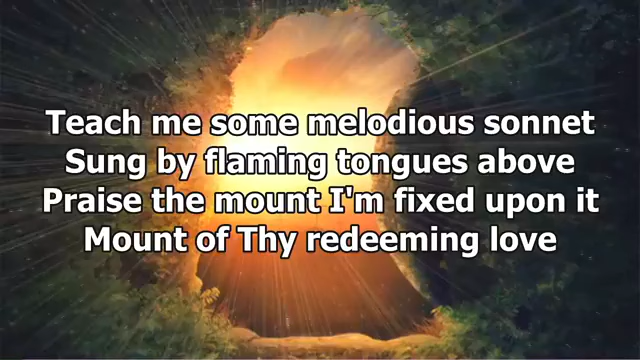 Teach me some melodious sonnet
Sung by flaming tongues above
Praise the mount I'm fixed upon it
Mount of Thy redeeming love